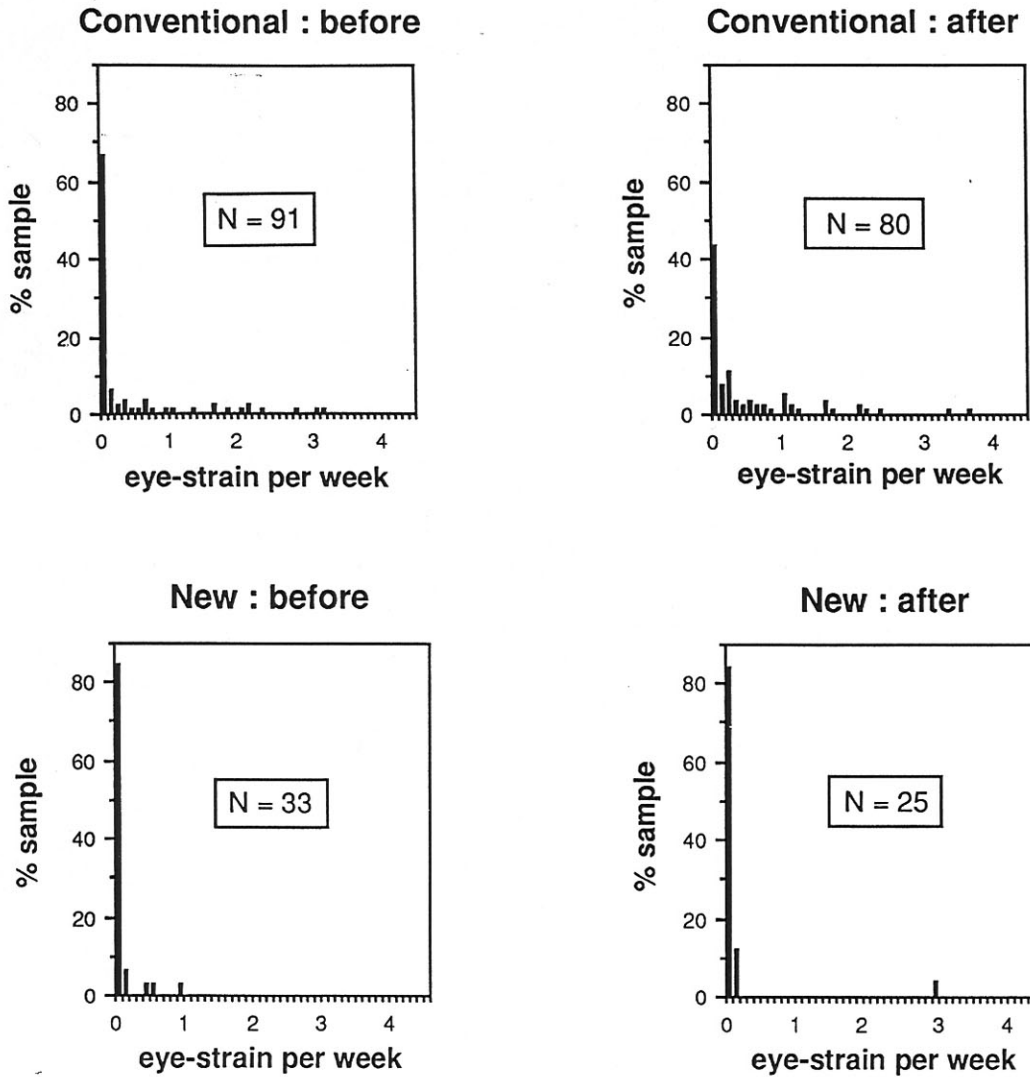 Conventional : before
80
60
40
20
0
% sample
N = 91
0 1 2 3 4
eye-strain per week
Conventional : after
80
60
40
20
0
% sample
N = 80
0 1 2 3 4
eye-strain per week
New : before
80
60
40
20
0
% sample
N = 33
0 1 2 3 4
eye-strain per week
New : after
80
60
40
20
0
% sample
N = 25
0 1 2 3 4
eye-strain per week